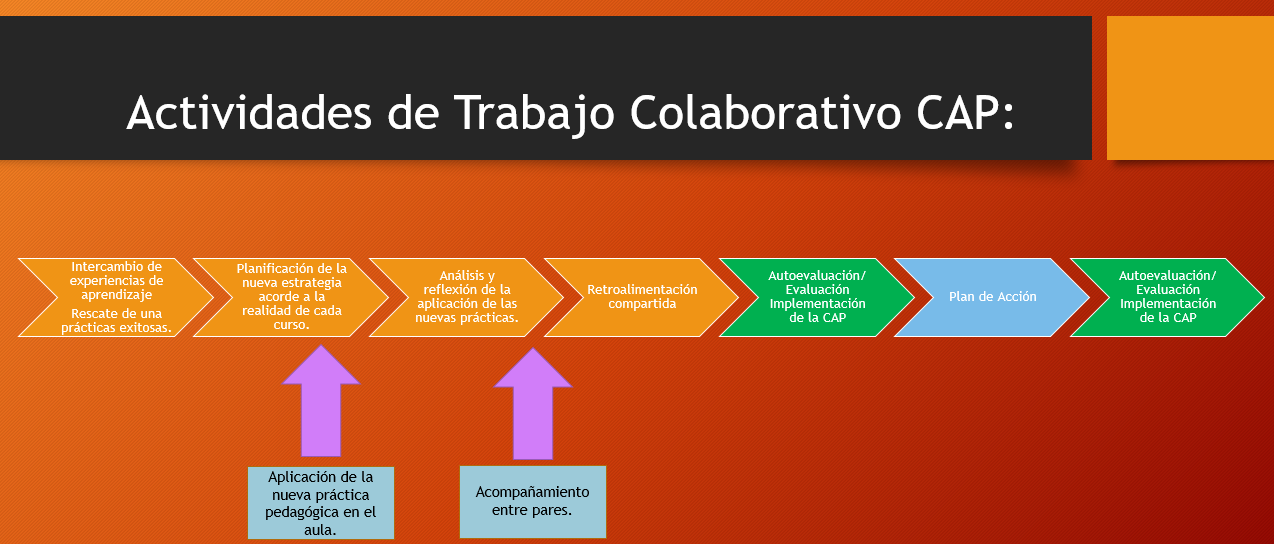 Actividades de Trabajo Colaborativo CAP:
Intercambio de
experiencias de
aprendizaje
Rescate de una
prácticas exitosas.
Planificación de la
nueva estrategia
acorde a la
realidad de cada
curso.
Análisis y
reflexión de la
aplicación de las
nuevas prácticas.
Retroalimentación
compartida
Autoevaluación/
Evaluación
Implementación
de la CAP
Plan de Acción
Autoevaluación/
Evaluación
Implementación
de la CAP
Aplicación de la
nueva práctica
pedagógica en el
aula.
Acompañamiento
entre pares.